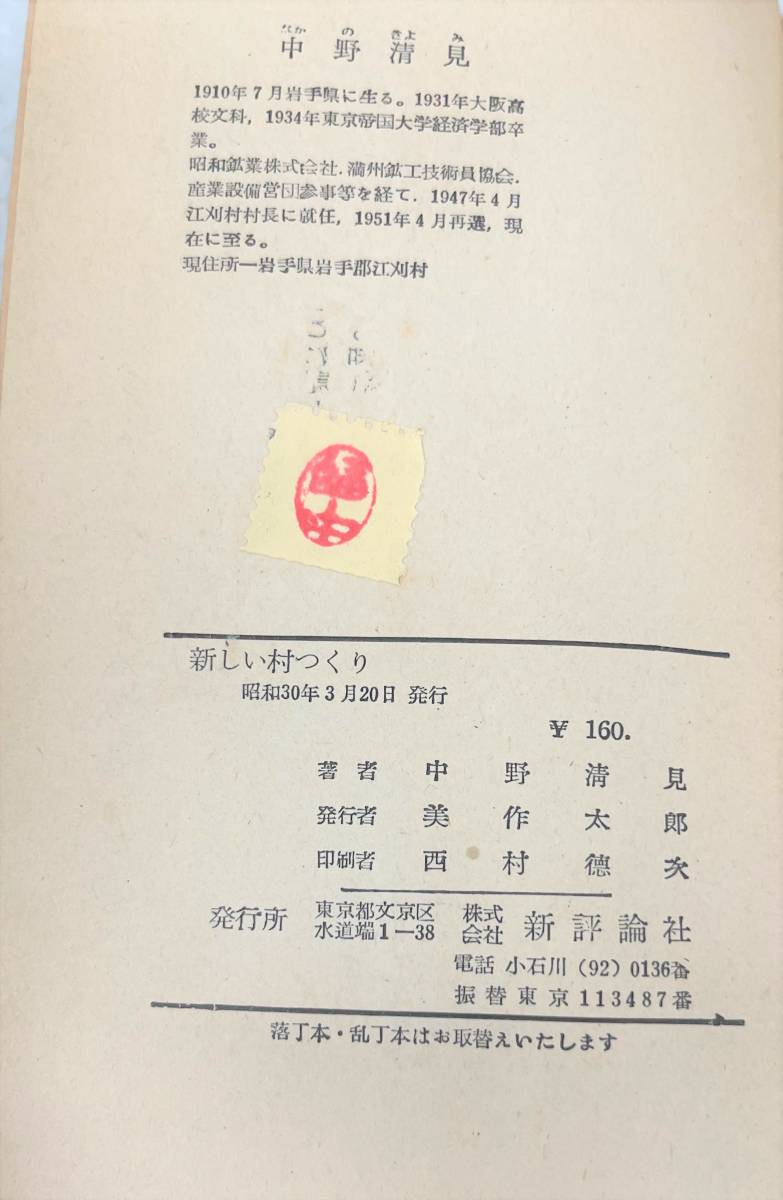 なかのきよみ
中野清見
1910年7月岩手県に生る。1931年大阪高
校文科，1934年東京帝国大学経済学部卒
業。
昭和鉱業株式会社．満州鉱工技術員協会．
産業設備営団参事等を経て．1947年4月
江刈村村長に就任，1951年4月再選，現
在に至る。
現住所―岩手県岩手郡江刈村
新しい村つくり
昭和30年3月20日 発行
¥ 160.
著者 中野清見
発行者 美作太郎
印刷者 西村徳次
発行所 東京都文京区水道端1―38 株式会社 新評論社
電話 小石川（92）0136番
振替東京113487番
落丁本・乱丁本はお取替えいたします